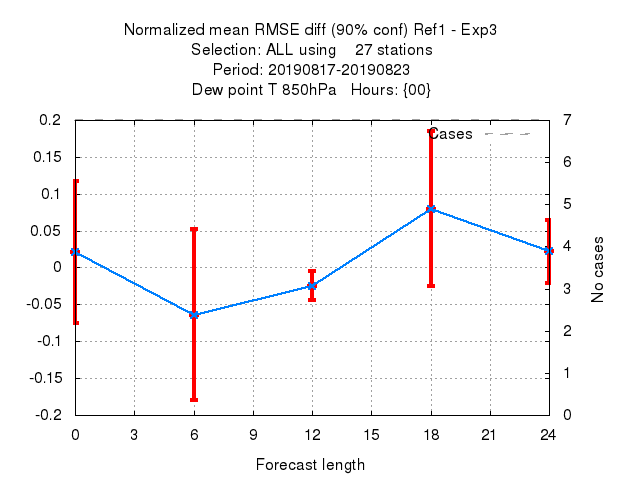 Normalized mean RMSE diff (90% conf) Ref1 - Exp3
Selection: ALL using    27 stations
Period: 20190817-20190823
Dew point T 850hPa   Hours: {00}
Cases
0.2
0.15
0.1
0.05
0
-0.05
-0.1
-0.15
-0.2
7
6
5
4
3
2
1
0
No cases
0 3 6 9 12 15 18 21 24
Forecast length